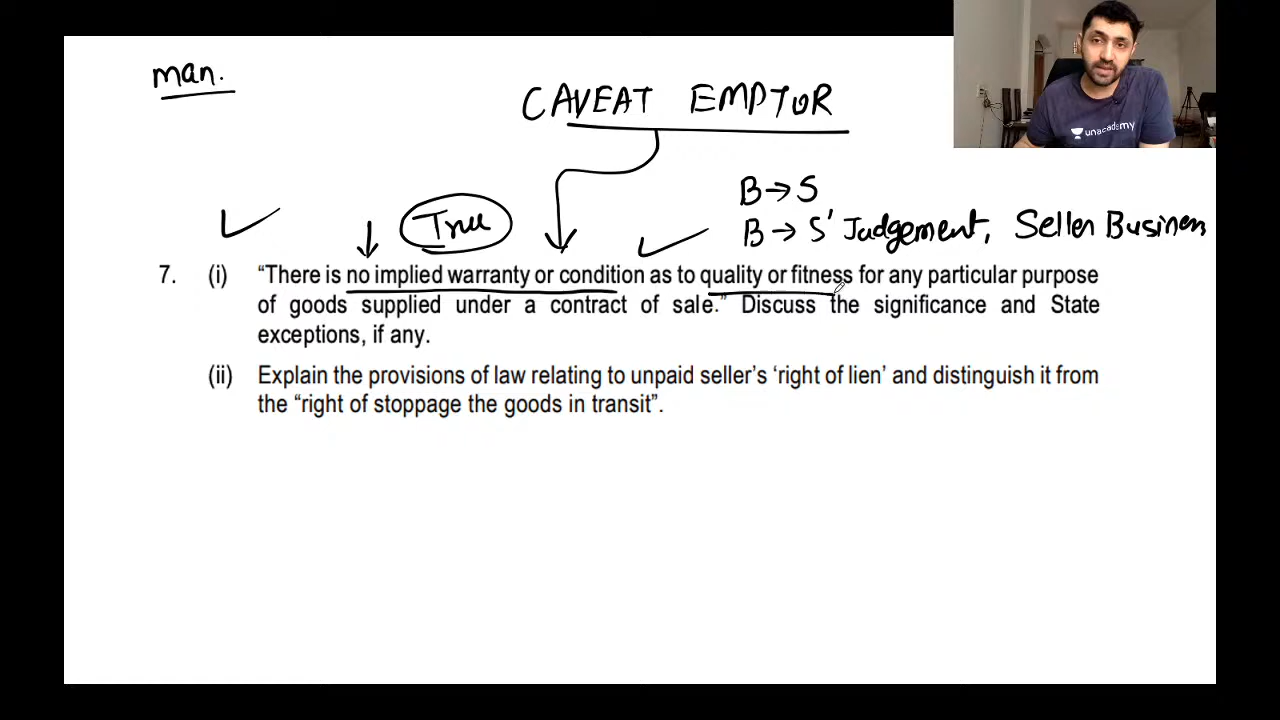 man.
CAVEAT EMPTOR
unacademy
B→S
True
B → S' Judgement, Seller Business
7. (i) “There is no implied warranty or condition as to quality or fitness for any particular purpose
of goods supplied under a contract of sale.” Discuss the significance and State
exceptions, if any.
(ii) Explain the provisions of law relating to unpaid seller’s ‘right of lien’ and distinguish it from
the “right of stoppage the goods in transit”.